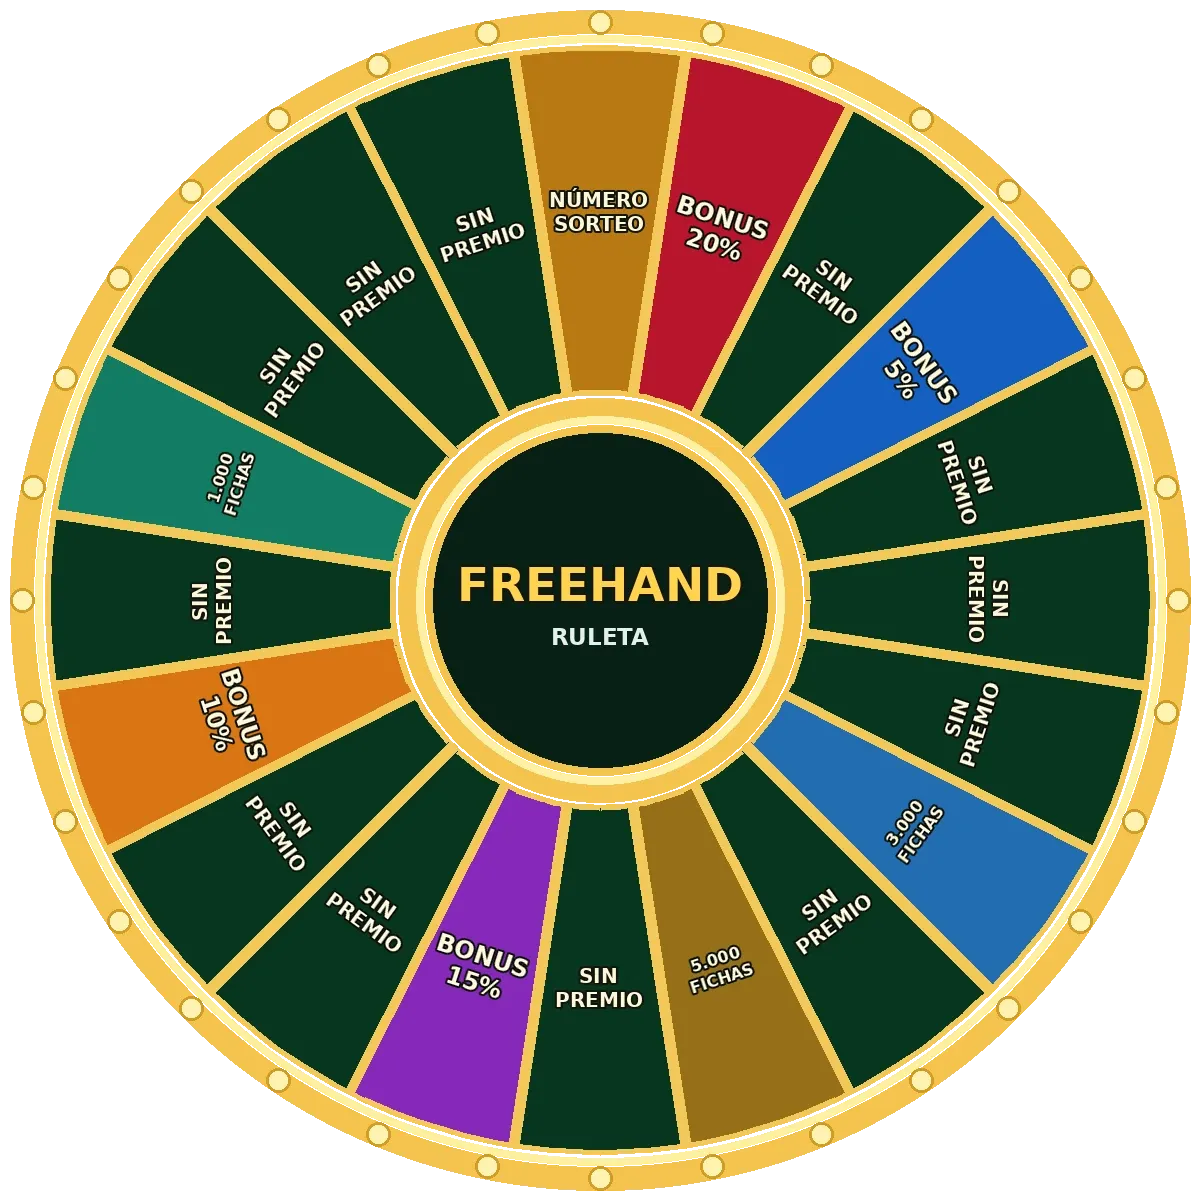 NÚMERO
SORTEO
BONUS
20%
SIN
PREMIO
BONUS
5%
SIN
PREMIO
SIN
PREMIO
SIN
PREMIO
3.000
FICHAS
SIN
PREMIO
5.000
FICHAS
SIN
PREMIO
BONUS
15%
SIN
PREMIO
SIN
PREMIO
BONUS
10%
SIN
PREMIO
1.000
FICHAS
SIN
PREMIO
SIN
PREMIO
SIN
PREMIO
FREEHAND
RULETA